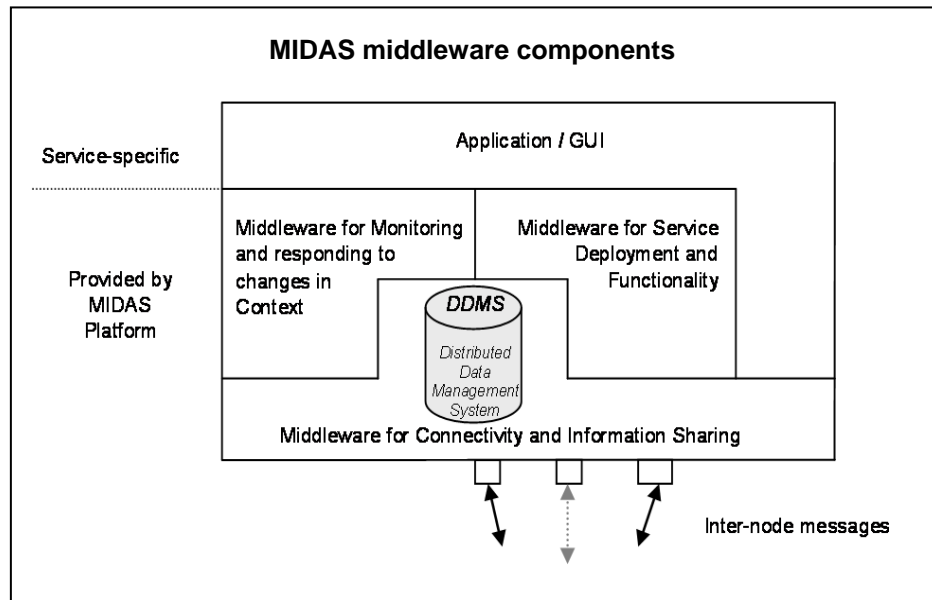 MIDAS middleware components
Application / GUI
Service-specific
Middleware for Monitoring
and responding to
changes in
Context
Middleware for Service
Deployment and
Functionality
Provided by
MIDAS
Platform
DDMS
Distributed
Data
Management
System
Middleware for Connectivity and Information Sharing
Inter-node messages